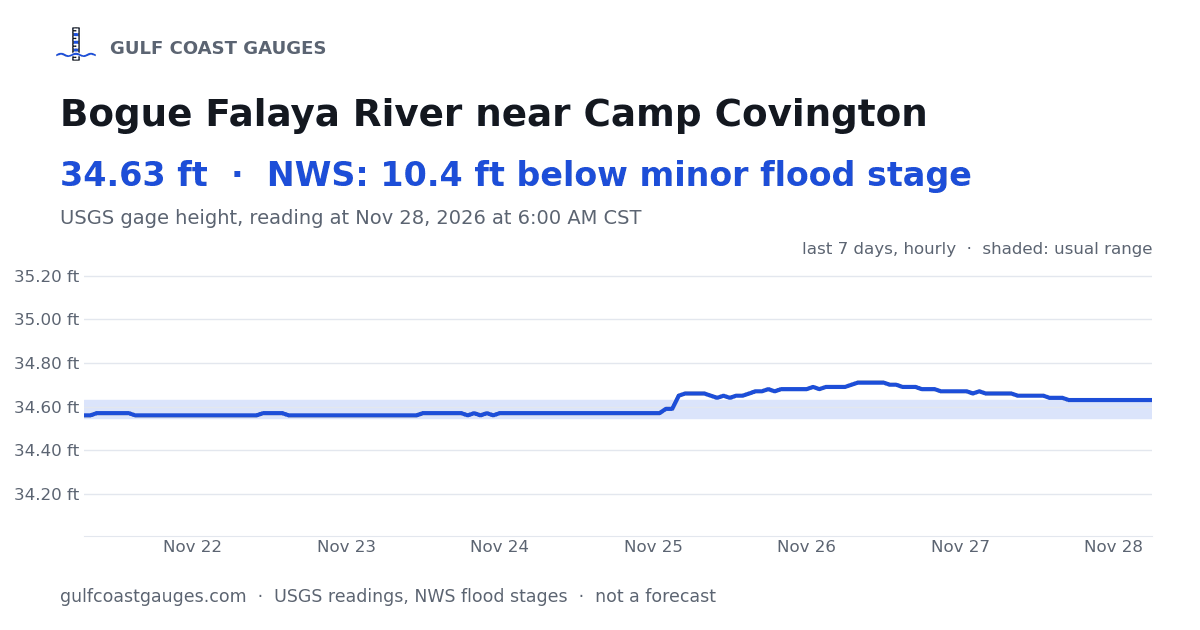 GULF COAST GAUGES
Bogue Falaya River near Camp Covington
34.63 ft · NWS: 10.4 ft below minor flood stage
USGS gage height, reading at Nov 28, 2026 at 6:00 AM CST
last 7 days, hourly · shaded: usual range
35.20 ft
35.00 ft
34.80 ft
34.60 ft
34.40 ft
34.20 ft
Nov 22 Nov 23 Nov 24 Nov 25 Nov 26 Nov 27 Nov 28
gulfcoastgauges.com · USGS readings, NWS flood stages · not a forecast